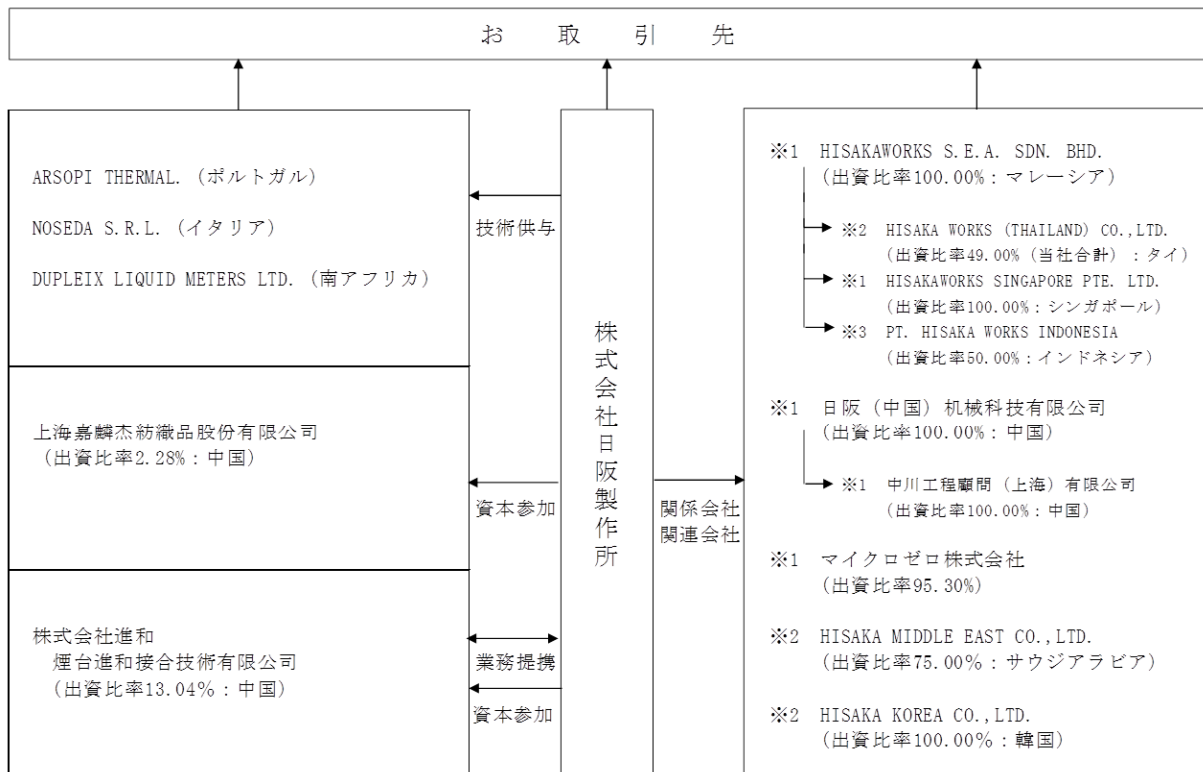 お取引先
ARSOPI THERMAL. (ポルトガル)
NOSEDA S.R.L. (イタリア)
DUPLEIX LIQUID METERS LTD. (南アフリカ)
技術供与
上海嘉麟杰紡織品股份有限公司
(出資比率2.28%：中国)
資本参加
株式会社進和
煙台進和接合技術有限公司
(出資比率13.04%：中国)
業務提携
資本参加
株式会社日阪製作所
関係会社
関連会社
※1 HISAKAWORKS S.E.A. SDN. BHD.
(出資比率100.00%：マレーシア)
※2 HISAKA WORKS (THAILAND) CO.,LTD.
(出資比率49.00% (当社合計) ：タイ)
※1 HISAKAWORKS SINGAPORE PTE. LTD.
(出資比率100.00%：シンガポール)
※3 PT. HISAKA WORKS INDONESIA
(出資比率50.00%：インドネシア)
※1 日阪（中国）机械科技有限公司
(出資比率100.00%：中国)
※1 中川工程顧問（上海）有限公司
(出資比率100.00%：中国)
※1 マイクロゼロ株式会社
(出資比率95.30%)
※2 HISAKA MIDDLE EAST CO.,LTD.
(出資比率75.00%：サウジアラビア)
※2 HISAKA KOREA CO.,LTD.
(出資比率100.00%：韓国)